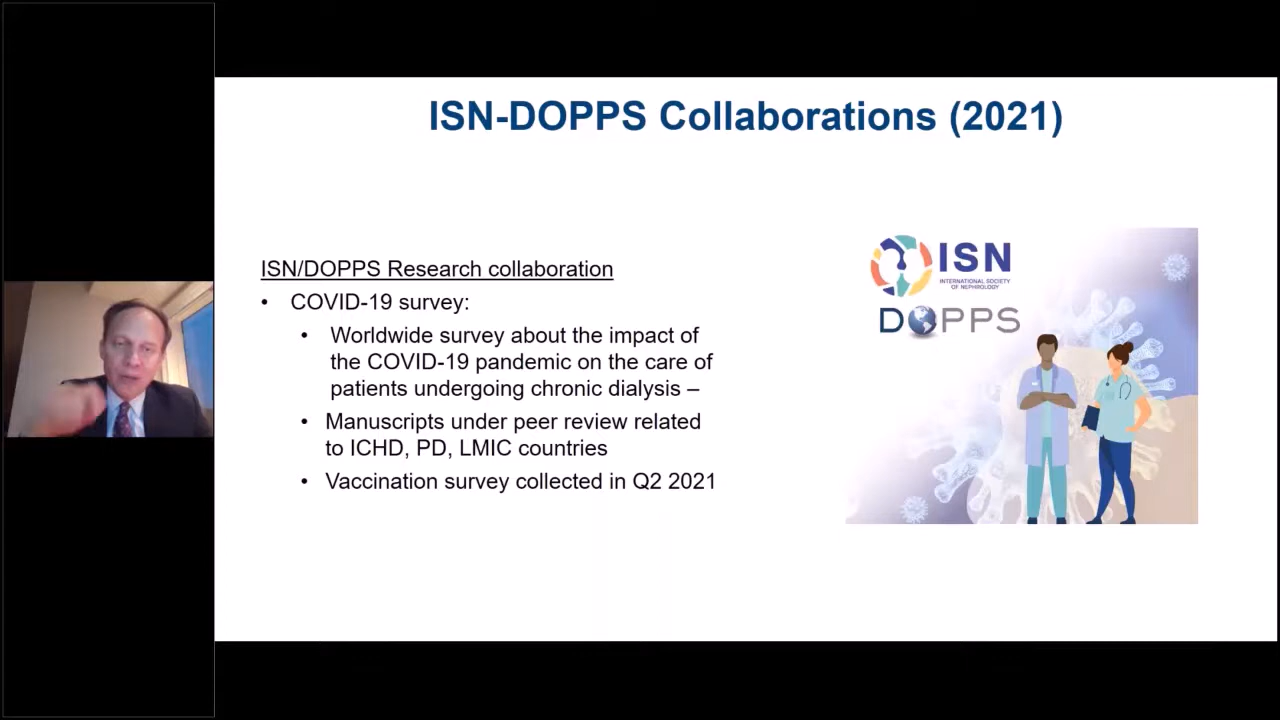 ISN-DOPPS Collaborations (2021)
ISN/DOPPS Research collaboration
• COVID-19 survey:
• Worldwide survey about the impact of
the COVID-19 pandemic on the care of
patients undergoing chronic dialysis –
• Manuscripts under peer review related
to ICHD, PD, LMIC countries
• Vaccination survey collected in Q2 2021
ISN
INTERNATIONAL SOCIETY
OF NEPHROLOGY
DOPPS